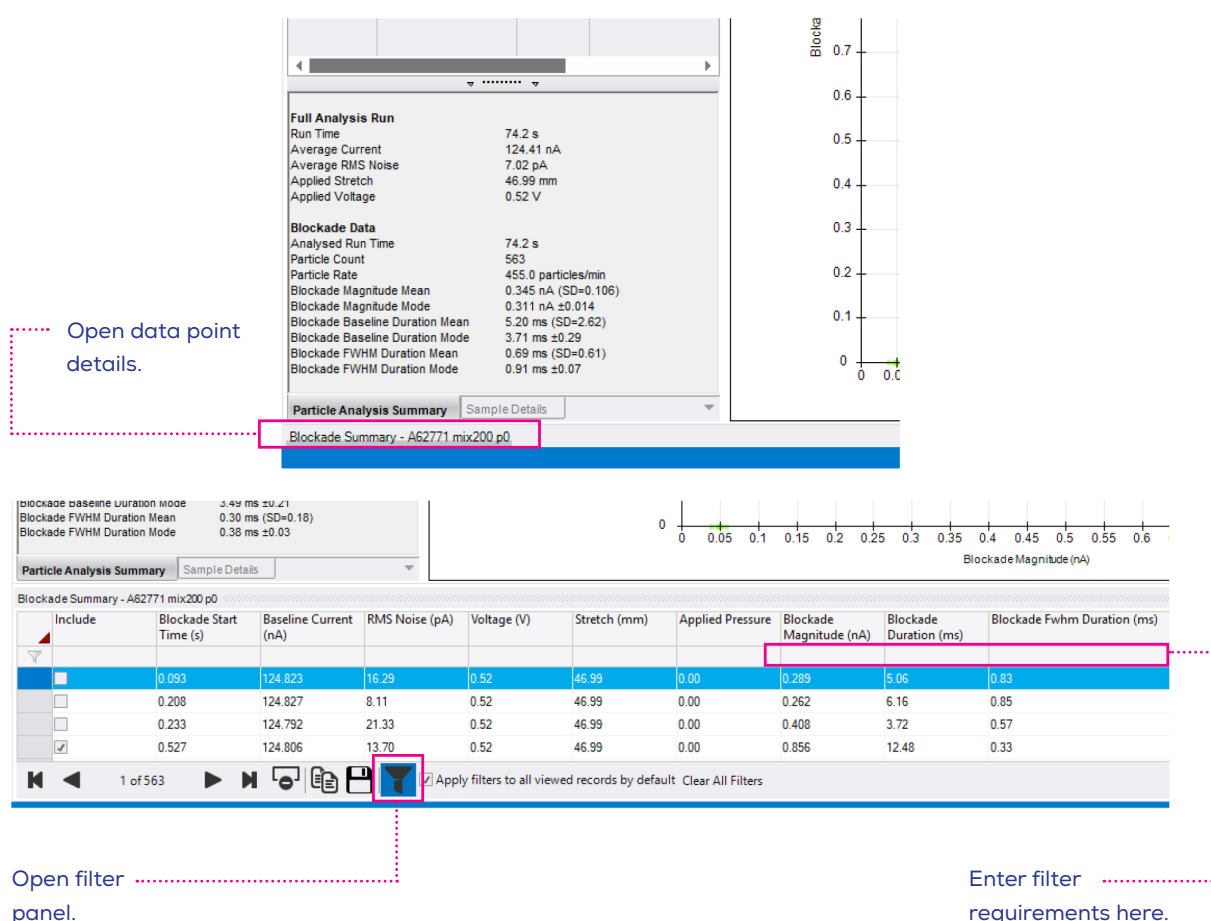 Blocka
0.7
0.6
0.5
0.4
0.3
0.2
0.1
0
0 0.0
Full Analysis Run
Run Time 74.2 s
Average Current 124.41 nA
Average RMS Noise 7.02 pA
Applied Stretch 46.99 mm
Applied Voltage 0.52 V
Blockade Data
Analysed Run Time 74.2 s
Particle Count 563
Particle Rate 455.0 particles/min
Blockade Magnitude Mean 0.345 nA (SD=0.106)
Blockade Magnitude Mode 0.311 nA ±0.014
Blockade Baseline Duration Mean 5.20 ms (SD=2.62)
Blockade Baseline Duration Mode 3.71 ms ±0.29
Blockade FWHM Duration Mean 0.69 ms (SD=0.61)
Blockade FWHM Duration Mode 0.91 ms ±0.07
Particle Analysis Summary Sample Details
Blockade Summary - A62771 mix200 p0
Open data point
details.
Blockade Baseline Duration Mode 3.49 ms ±0.21
Blockade FWHM Duration Mean 0.30 ms (SD=0.18)
Blockade FWHM Duration Mode 0.38 ms ±0.03
Particle Analysis Summary Sample Details
0
0 0.05 0.1 0.15 0.2 0.25 0.3 0.35 0.4 0.45 0.5 0.55 0.6
Blockade Magnitude (nA)
Blockade Summary - A62771 mix200 p0
Include Blockade Start Baseline Current RMS Noise (pA) Voltage (V) Stretch (mm) Applied Pressure Blockade Blockade Blockade Fwhm Duration (ms)
Time (s) (nA) Magnitude (nA) Duration (ms)
0.093 124.823 16.29 0.52 46.99 0.00 0.289 5.06 0.83
0.208 124.827 8.11 0.52 46.99 0.00 0.262 6.16 0.85
0.233 124.792 21.33 0.52 46.99 0.00 0.408 3.72 0.57
0.527 124.806 13.70 0.52 46.99 0.00 0.856 12.48 0.33
1 of 563 Apply filters to all viewed records by default Clear All Filters
Open filter
panel.
Enter filter
requirements here.